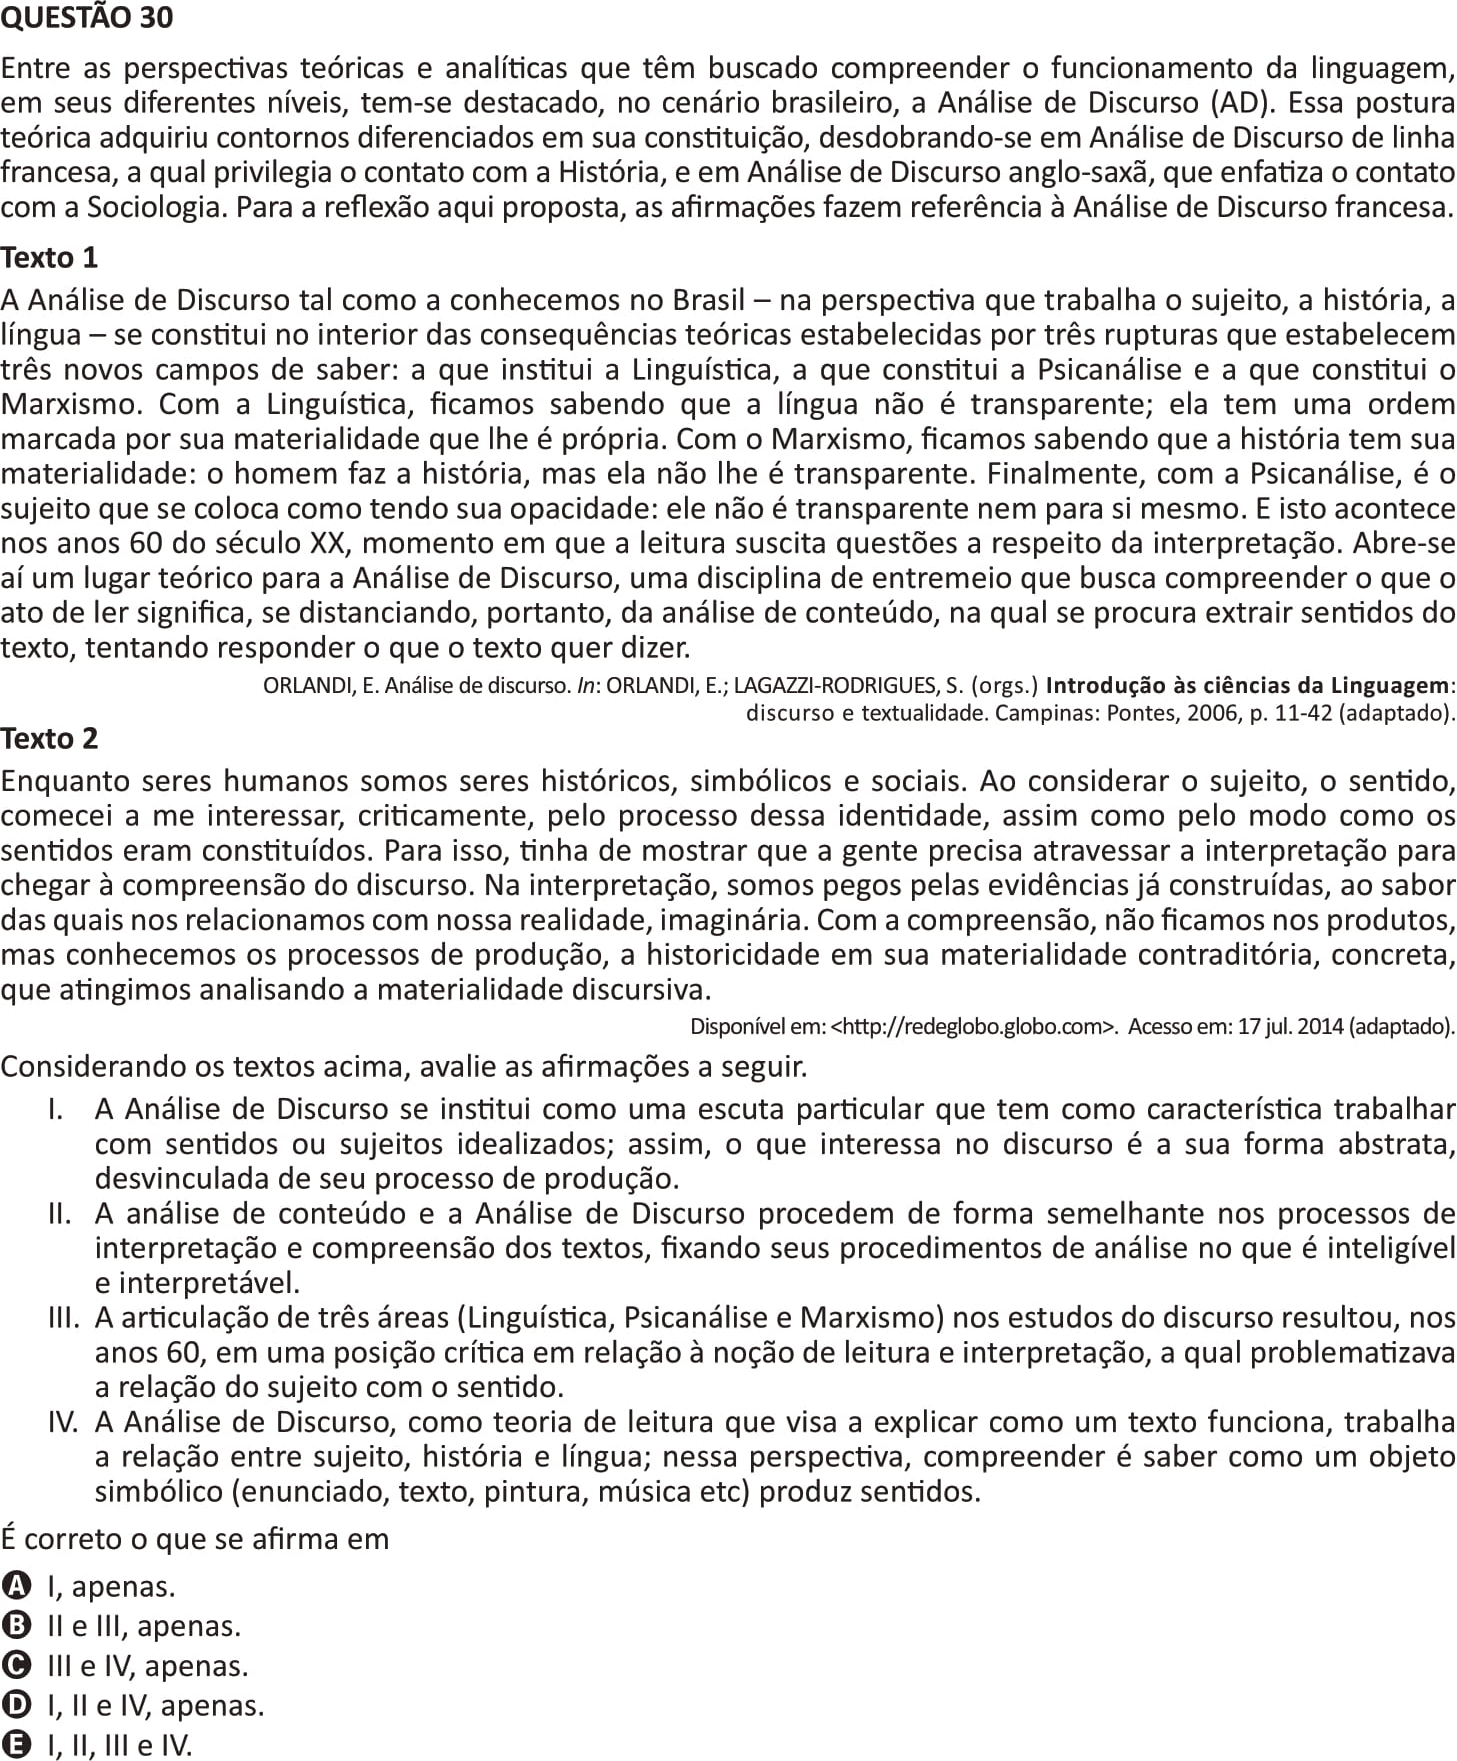 QUESTÃO 30
Entre as perspectivas teóricas e analíticas que têm buscado compreender o funcionamento da linguagem,
em seus diferentes níveis, tem-se destacado, no cenário brasileiro, a Análise de Discurso (AD). Essa postura
teórica adquiriu contornos diferenciados em sua constituição, desdobrando-se em Análise de Discurso de linha
francesa, a qual privilegia o contato com a História, e em Análise de Discurso anglo-saxã, que enfatiza o contato
com a Sociologia. Para a reflexão aqui proposta, as afirmações fazem referência à Análise de Discurso francesa.
Texto 1
A Análise de Discurso tal como a conhecemos no Brasil – na perspectiva que trabalha o sujeito, a história, a
língua – se constitui no interior das consequências teóricas estabelecidas por três rupturas que estabelecem
três novos campos de saber: a que institui a Linguística, a que constitui a Psicanálise e a que constitui o
Marxismo. Com a Linguística, ficamos sabendo que a língua não é transparente; ela tem uma ordem
marcada por sua materialidade que lhe é própria. Com o Marxismo, ficamos sabendo que a história tem sua
materialidade: o homem faz a história, mas ela não lhe é transparente. Finalmente, com a Psicanálise, é o
sujeito que se coloca como tendo sua opacidade: ele não é transparente nem para si mesmo. E isto acontece
nos anos 60 do século XX, momento em que a leitura suscita questões a respeito da interpretação. Abre-se
aí um lugar teórico para a Análise de Discurso, uma disciplina de entremeio que busca compreender o que o
ato de ler significa, se distanciando, portanto, da análise de conteúdo, na qual se procura extrair sentidos do
texto, tentando responder o que o texto quer dizer.
ORLANDI, E. Análise de discurso. In: ORLANDI, E.; LAGAZZI-RODRIGUES, S. (orgs.) Introdução às ciências da Linguagem:
discurso e textualidade. Campinas: Pontes, 2006, p. 11-42 (adaptado).
Texto 2
Enquanto seres humanos somos seres históricos, simbólicos e sociais. Ao considerar o sujeito, o sentido,
comecei a me interessar, criticamente, pelo processo dessa identidade, assim como pelo modo como os
sentidos eram constituídos. Para isso, tinha de mostrar que a gente precisa atravessar a interpretação para
chegar à compreensão do discurso. Na interpretação, somos pegos pelas evidências já construídas, ao sabor
das quais nos relacionamos com nossa realidade, imaginária. Com a compreensão, não ficamos nos produtos,
mas conhecemos os processos de produção, a historicidade em sua materialidade contraditória, concreta,
que atingimos analisando a materialidade discursiva.
Disponível em: <http://redeglobo.globo.com>. Acesso em: 17 jul. 2014 (adaptado).
Considerando os textos acima, avalie as afirmações a seguir.
I. A Análise de Discurso se institui como uma escuta particular que tem como característica trabalhar
com sentidos ou sujeitos idealizados; assim, o que interessa no discurso é a sua forma abstrata,
desvinculada de seu processo de produção.
II. A análise de conteúdo e a Análise de Discurso procedem de forma semelhante nos processos de
interpretação e compreensão dos textos, fixando seus procedimentos de análise no que é inteligível
e interpretável.
III. A articulação de três áreas (Linguística, Psicanálise e Marxismo) nos estudos do discurso resultou, nos
anos 60, em uma posição crítica em relação à noção de leitura e interpretação, a qual problematizava
a relação do sujeito com o sentido.
IV. A Análise de Discurso, como teoria de leitura que visa a explicar como um texto funciona, trabalha
a relação entre sujeito, história e língua; nessa perspectiva, compreender é saber como um objeto
simbólico (enunciado, texto, pintura, música etc) produz sentidos.
É correto o que se afirma em
A I, apenas.
B II e III, apenas.
C III e IV, apenas.
D I, II e IV, apenas.
E I, II, III e IV.